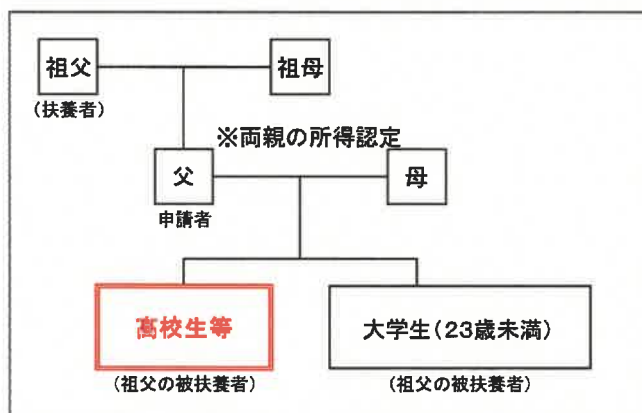 祖父
祖母
(扶養者)
※両親の所得認定
父
母
申請者
高校生等
大学生(23歳未満)
(祖父の被扶養者)
(祖父の被扶養者)